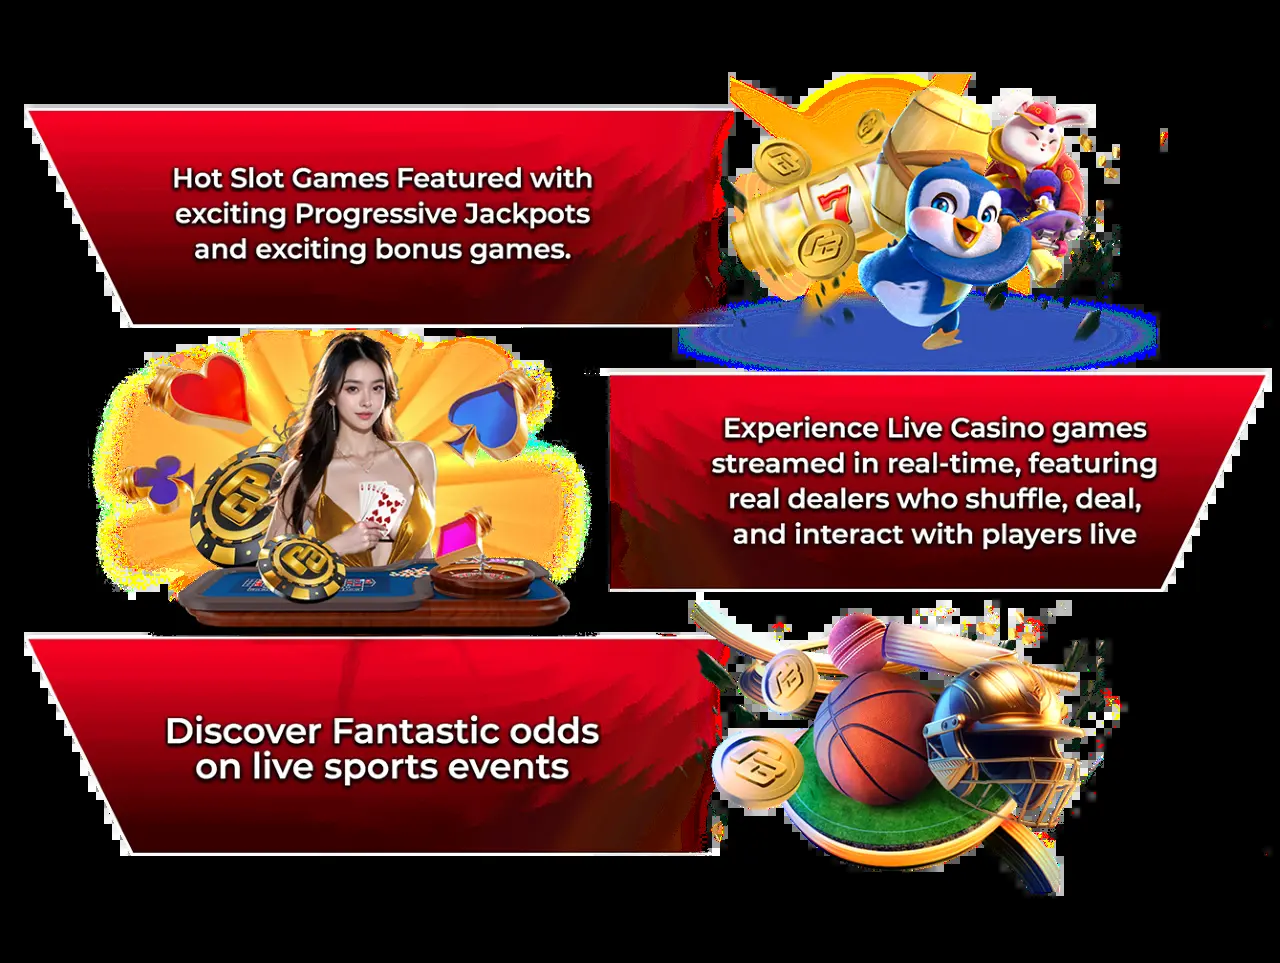 Hot Slot Games Featured with
exciting Progressive Jackpots
and exciting bonus games.
7
Experience Live Casino games
streamed in real-time, featuring
real dealers who shuffle, deal,
and interact with players live
Discover Fantastic odds
on live sports events